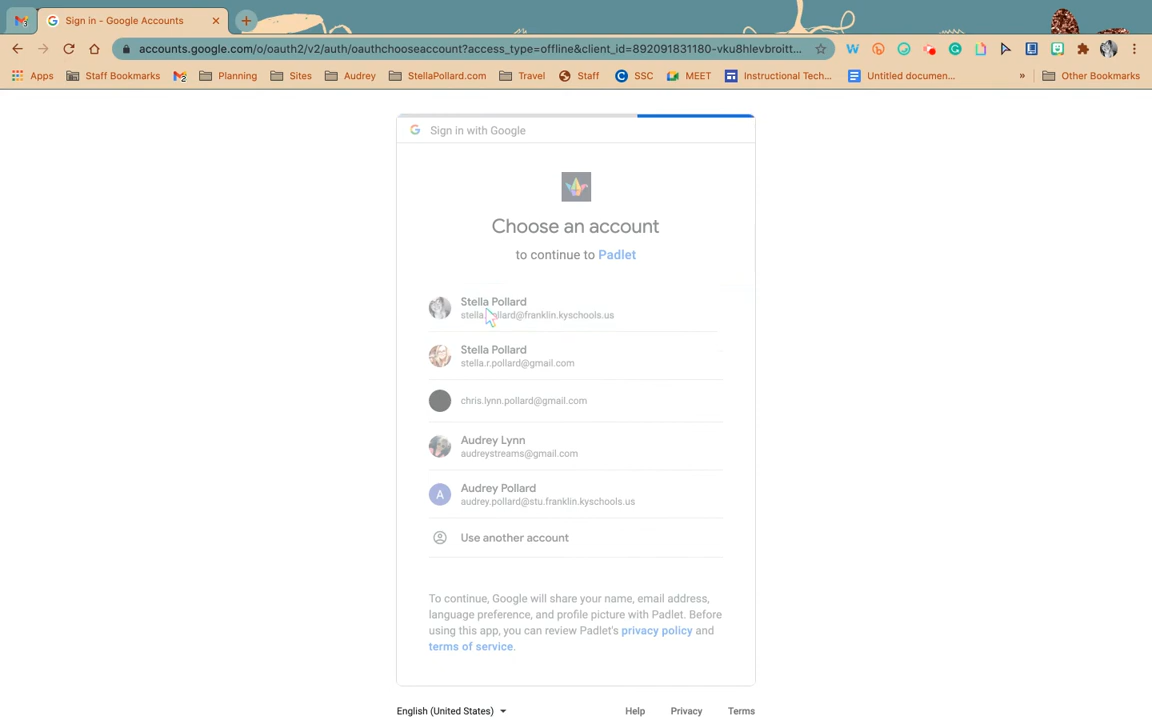 Sign in - Google Accounts
accounts.google.com/o/oauth2/v2/auth/oauthchooseaccount?access_type=offline&client_id=892091831180-vku8hlevbroitt...
Apps Staff Bookmarks Planning Sites Audrey StellaPollard.com Travel Staff SSC MEET Instructional Tech... Untitled documen... » Other Bookmarks
Sign in with Google
Choose an account
to continue to Padlet
Stella Pollard
stella.pollard@franklin.kyschools.us
Stella Pollard
stella.r.pollard@gmail.com
chris.lynn.pollard@gmail.com
Audrey Lynn
audreystreams@gmail.com
A
Audrey Pollard
audrey.pollard@stu.franklin.kyschools.us
Use another account
To continue, Google will share your name, email address,
language preference, and profile picture with Padlet. Before
using this app, you can review Padlet's privacy policy and
terms of service.
English (United States) Help Privacy Terms